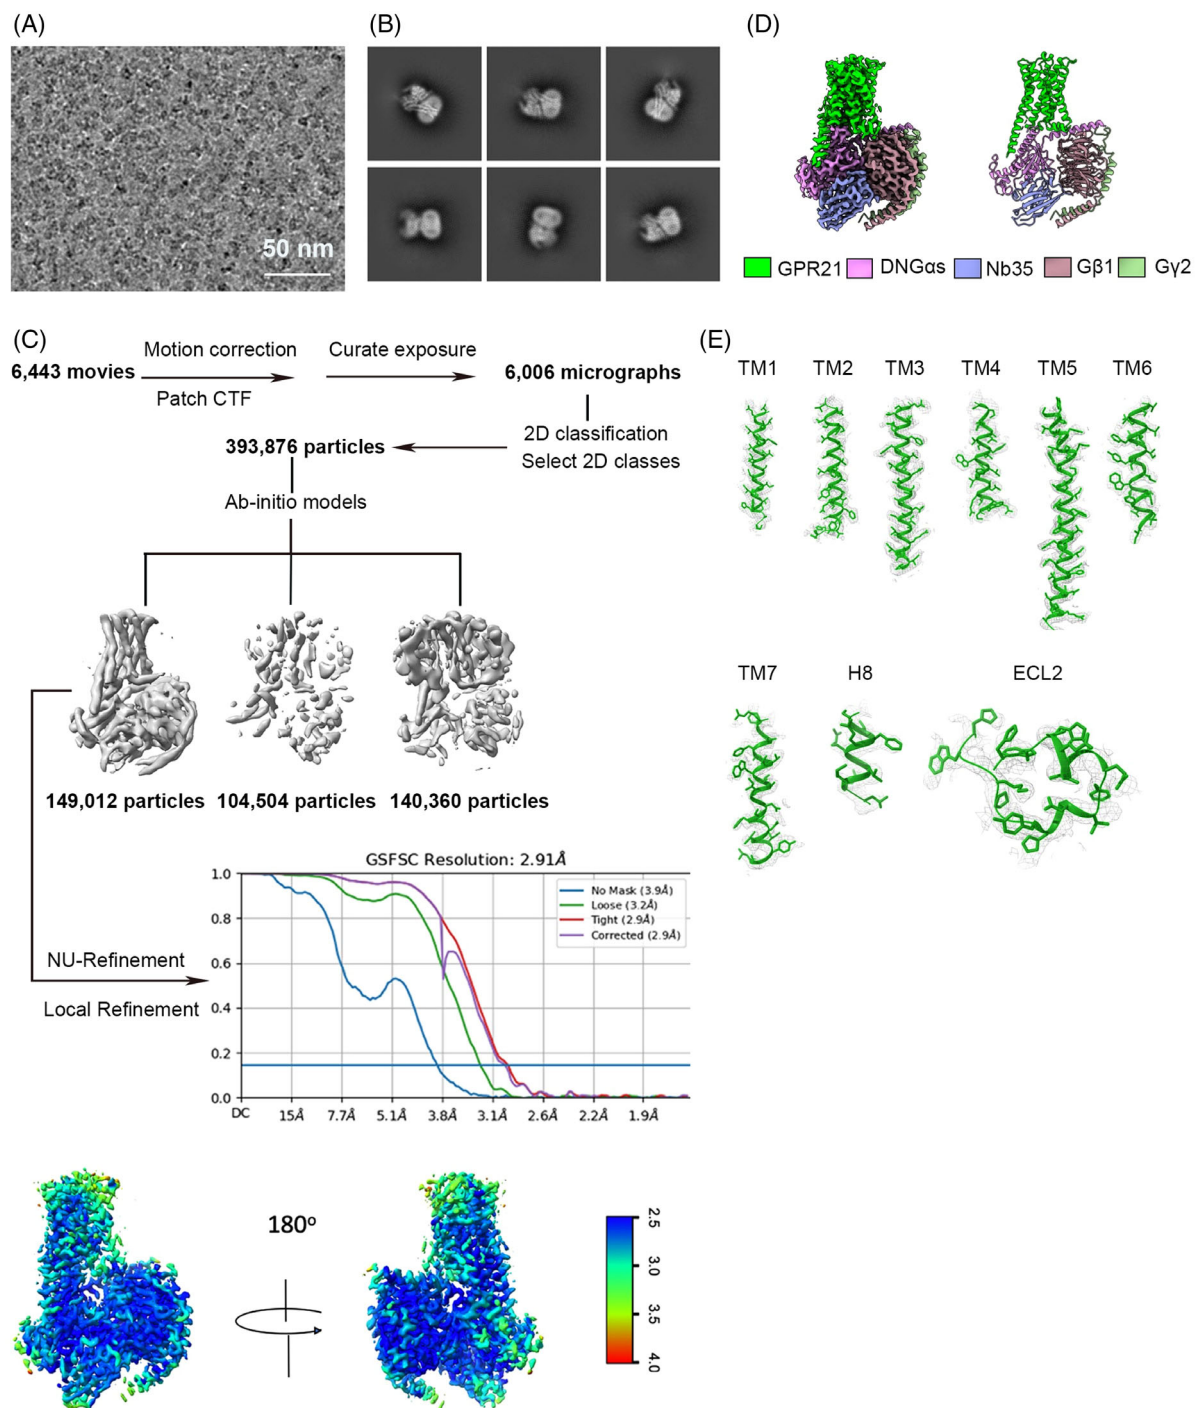 (A)
50 nm
(B)
(D)
GPR21
DNGαs
Nb35
Gβ1
Gγ2
(C)
6,443 movies
Motion correction
Patch CTF
Curate exposure
6,006 micrographs
2D classification
Select 2D classes
393,876 particles
Ab-initio models
149,012 particles
104,504 particles
140,360 particles
NU-Refinement
Local Refinement
GSFSC Resolution: 2.91Å
No Mask (3.9Å)
Loose (3.2Å)
Tight (2.9Å)
Corrected (2.9Å)
1.0
0.8
0.6
0.4
0.2
0.0
DC 15Å 7.7Å 5.1Å 3.8Å 3.1Å 2.6Å 2.2Å 1.9Å
180º
2.5
3.0
3.5
4.0
(E)
TM1 TM2 TM3 TM4 TM5 TM6
TM7 H8 ECL2